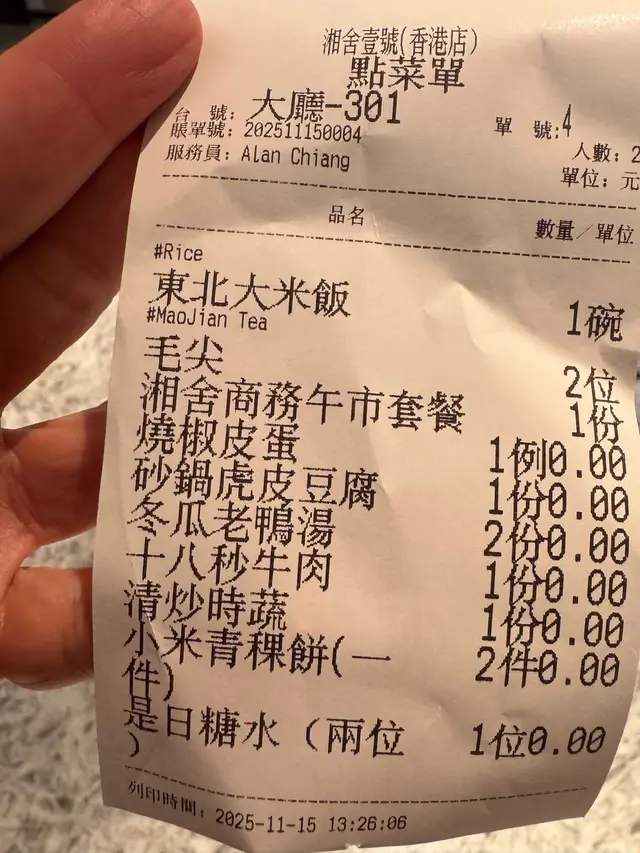 湘舍壹號(香港店)
點菜單
台 號: 大廳-301 單 號:4
賬單號: 202511150004 人數: 2
服務員: Alan Chiang 單位: 元
品名 數量/單位
#Rice
東北大米飯 1碗
#MaoJian Tea
毛尖 2位
湘舍商務午市套餐 1份
燒椒皮蛋 1例0.00
砂鍋虎皮豆腐 1份0.00
冬瓜老鴨湯 2份0.00
十八秒牛肉 1份0.00
清炒時蔬 1份0.00
小米青稞餅(一 2件0.00
件)
是日糖水 (兩位 1位0.00
)
列印時間: 2025-11-15 13:26:06